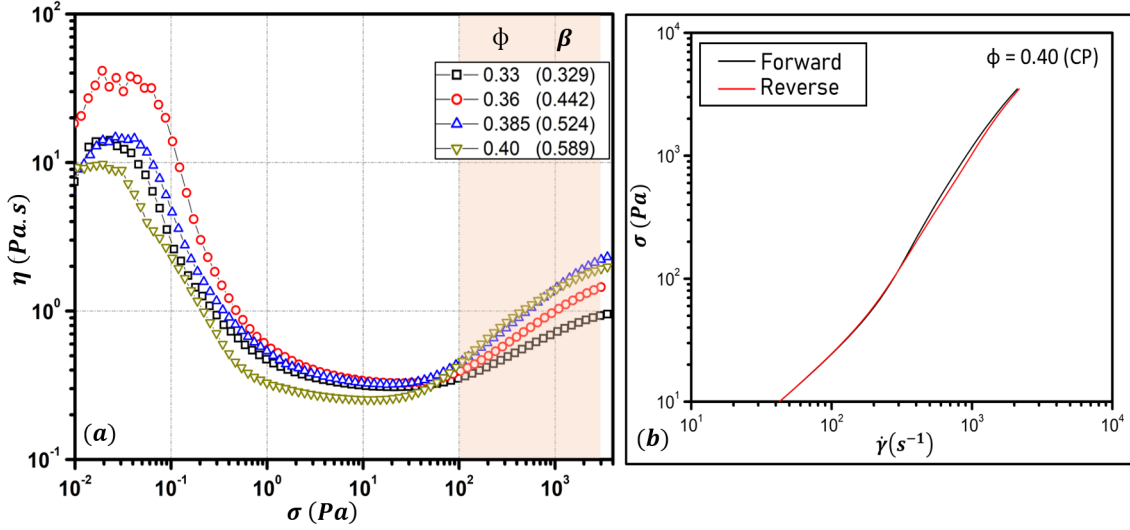 ϕ β
0.33 (0.329)
0.36 (0.442)
0.385 (0.524)
0.40 (0.589)
10²
10¹
10⁰
10⁻¹
η (Pa.s)
(a)
10⁻² 10⁻¹ 10⁰ 10¹ 10² 10³
σ (Pa)
Forward
Reverse
ϕ = 0.40 (CP)
10⁴
10³
10²
10¹
σ (Pa)
(b)
10¹ 10² 10³ 10⁴
γ̇(s⁻¹)